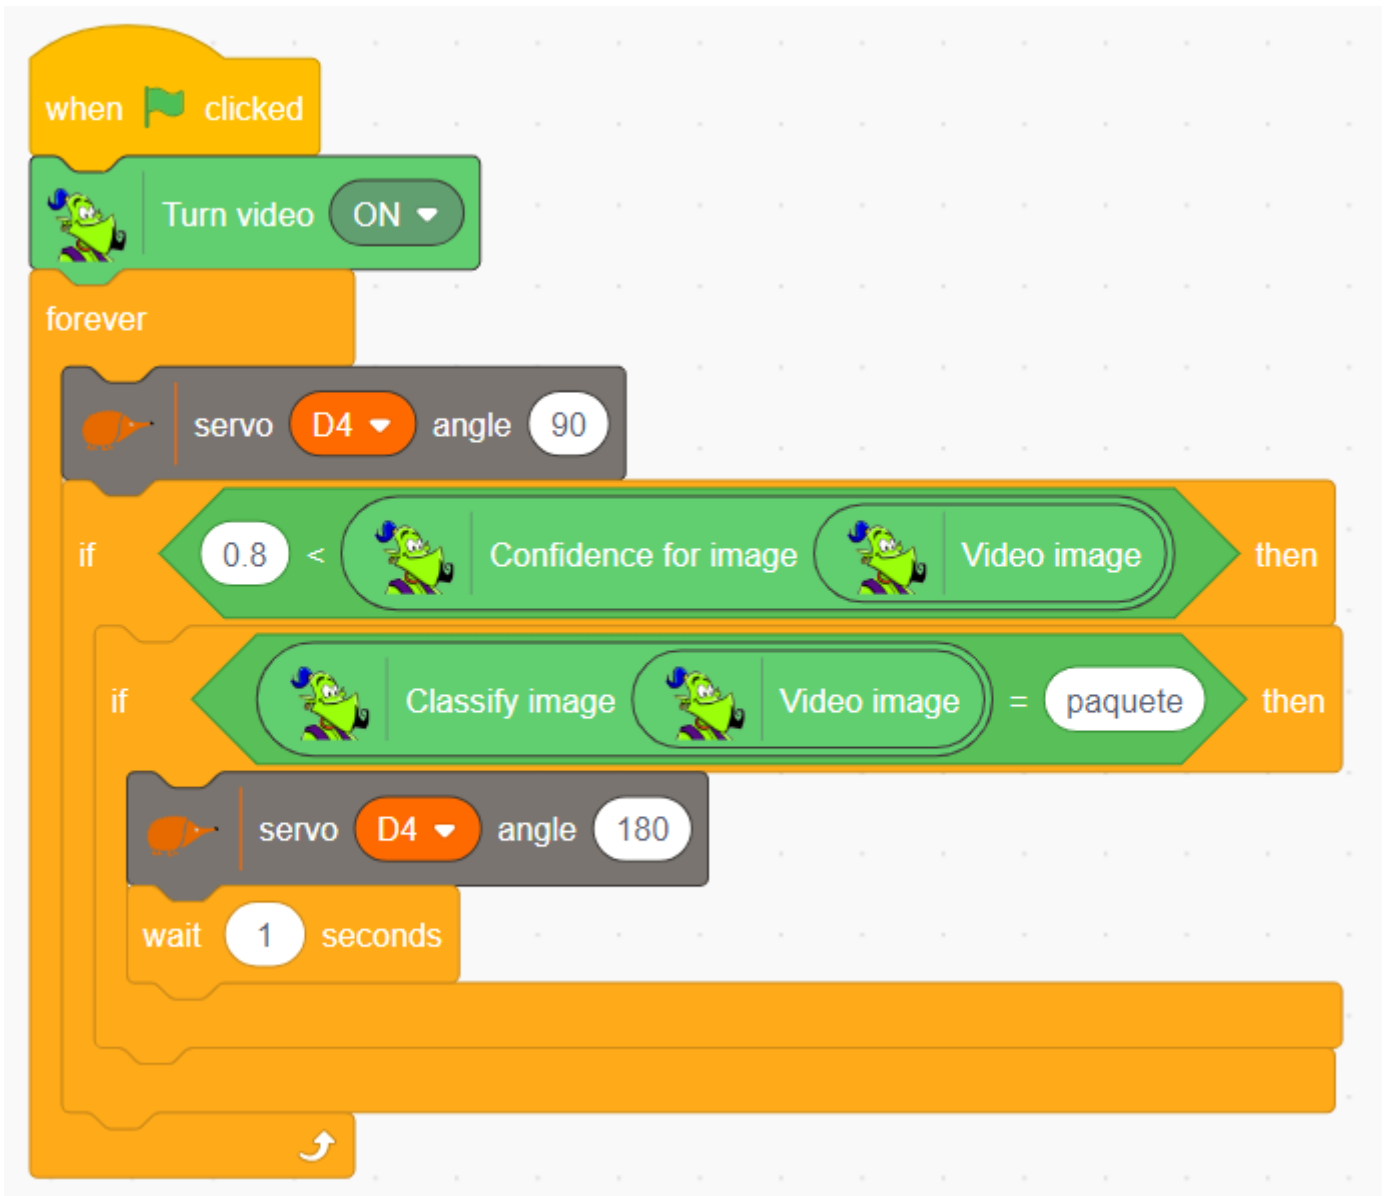 when clicked
Turn video ON
forever
servo D4 angle 90
if 0.8 < Confidence for image Video image then
if Classify image Video image = paquete then
servo D4 angle 180
wait 1 seconds